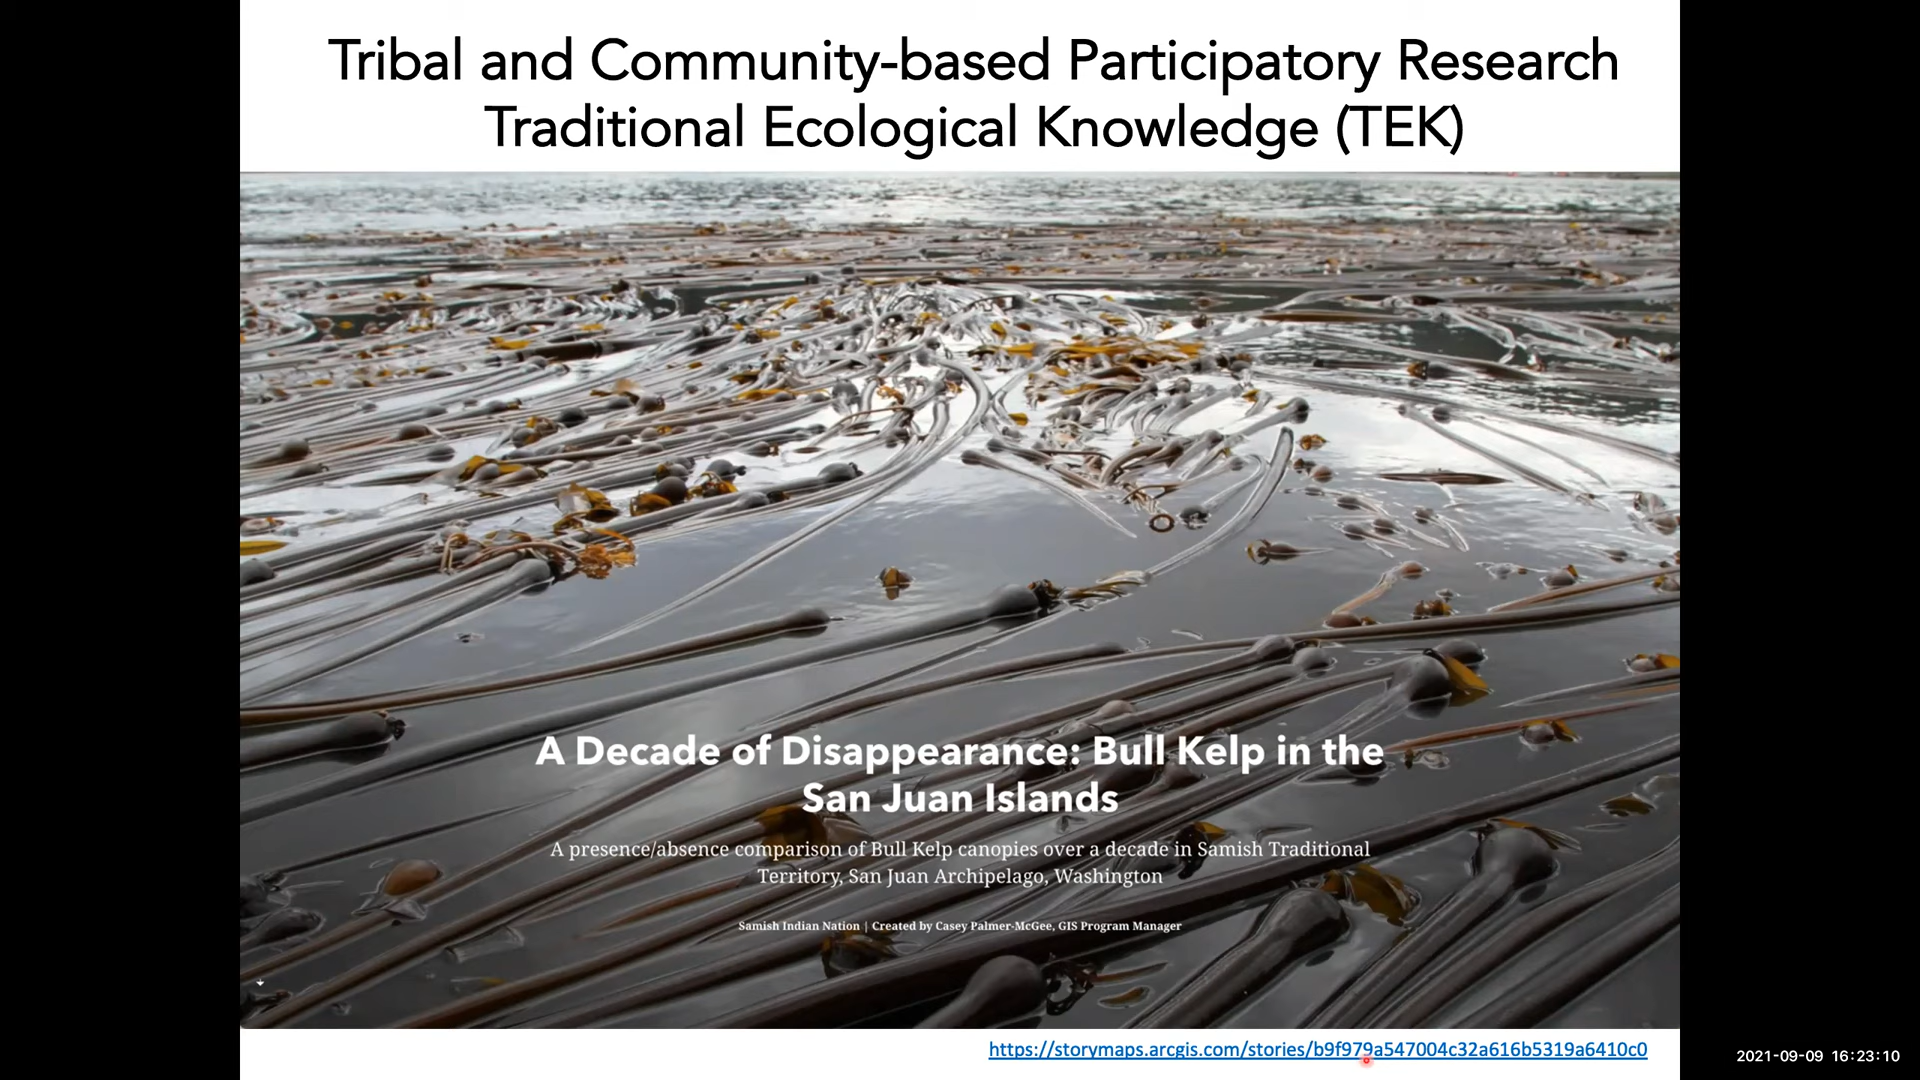 Tribal and Community-based Participatory Research
Traditional Ecological Knowledge (TEK)
A Decade of Disappearance: Bull Kelp in the
San Juan Islands
A presence/absence comparison of Bull Kelp canopies over a decade in Samish Traditional
Territory, San Juan Archipelago, Washington
Samish Indian Nation | Created by Casey Palmer-McGee, GIS Program Manager
https://storymaps.arcgis.com/stories/b9f979a547004c32a616b5319a6410c0
2021-09-09 16:23:10